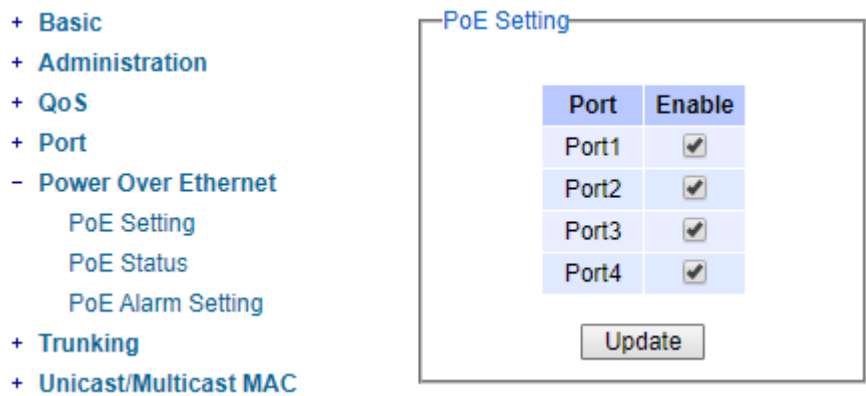 + Basic
+ Administration
+ QoS
+ Port
- Power Over Ethernet
PoE Setting
PoE Status
PoE Alarm Setting
+ Trunking
+ Unicast/Multicast MAC
PoE Setting
Port Enable
Port1
Port2
Port3
Port4
Update